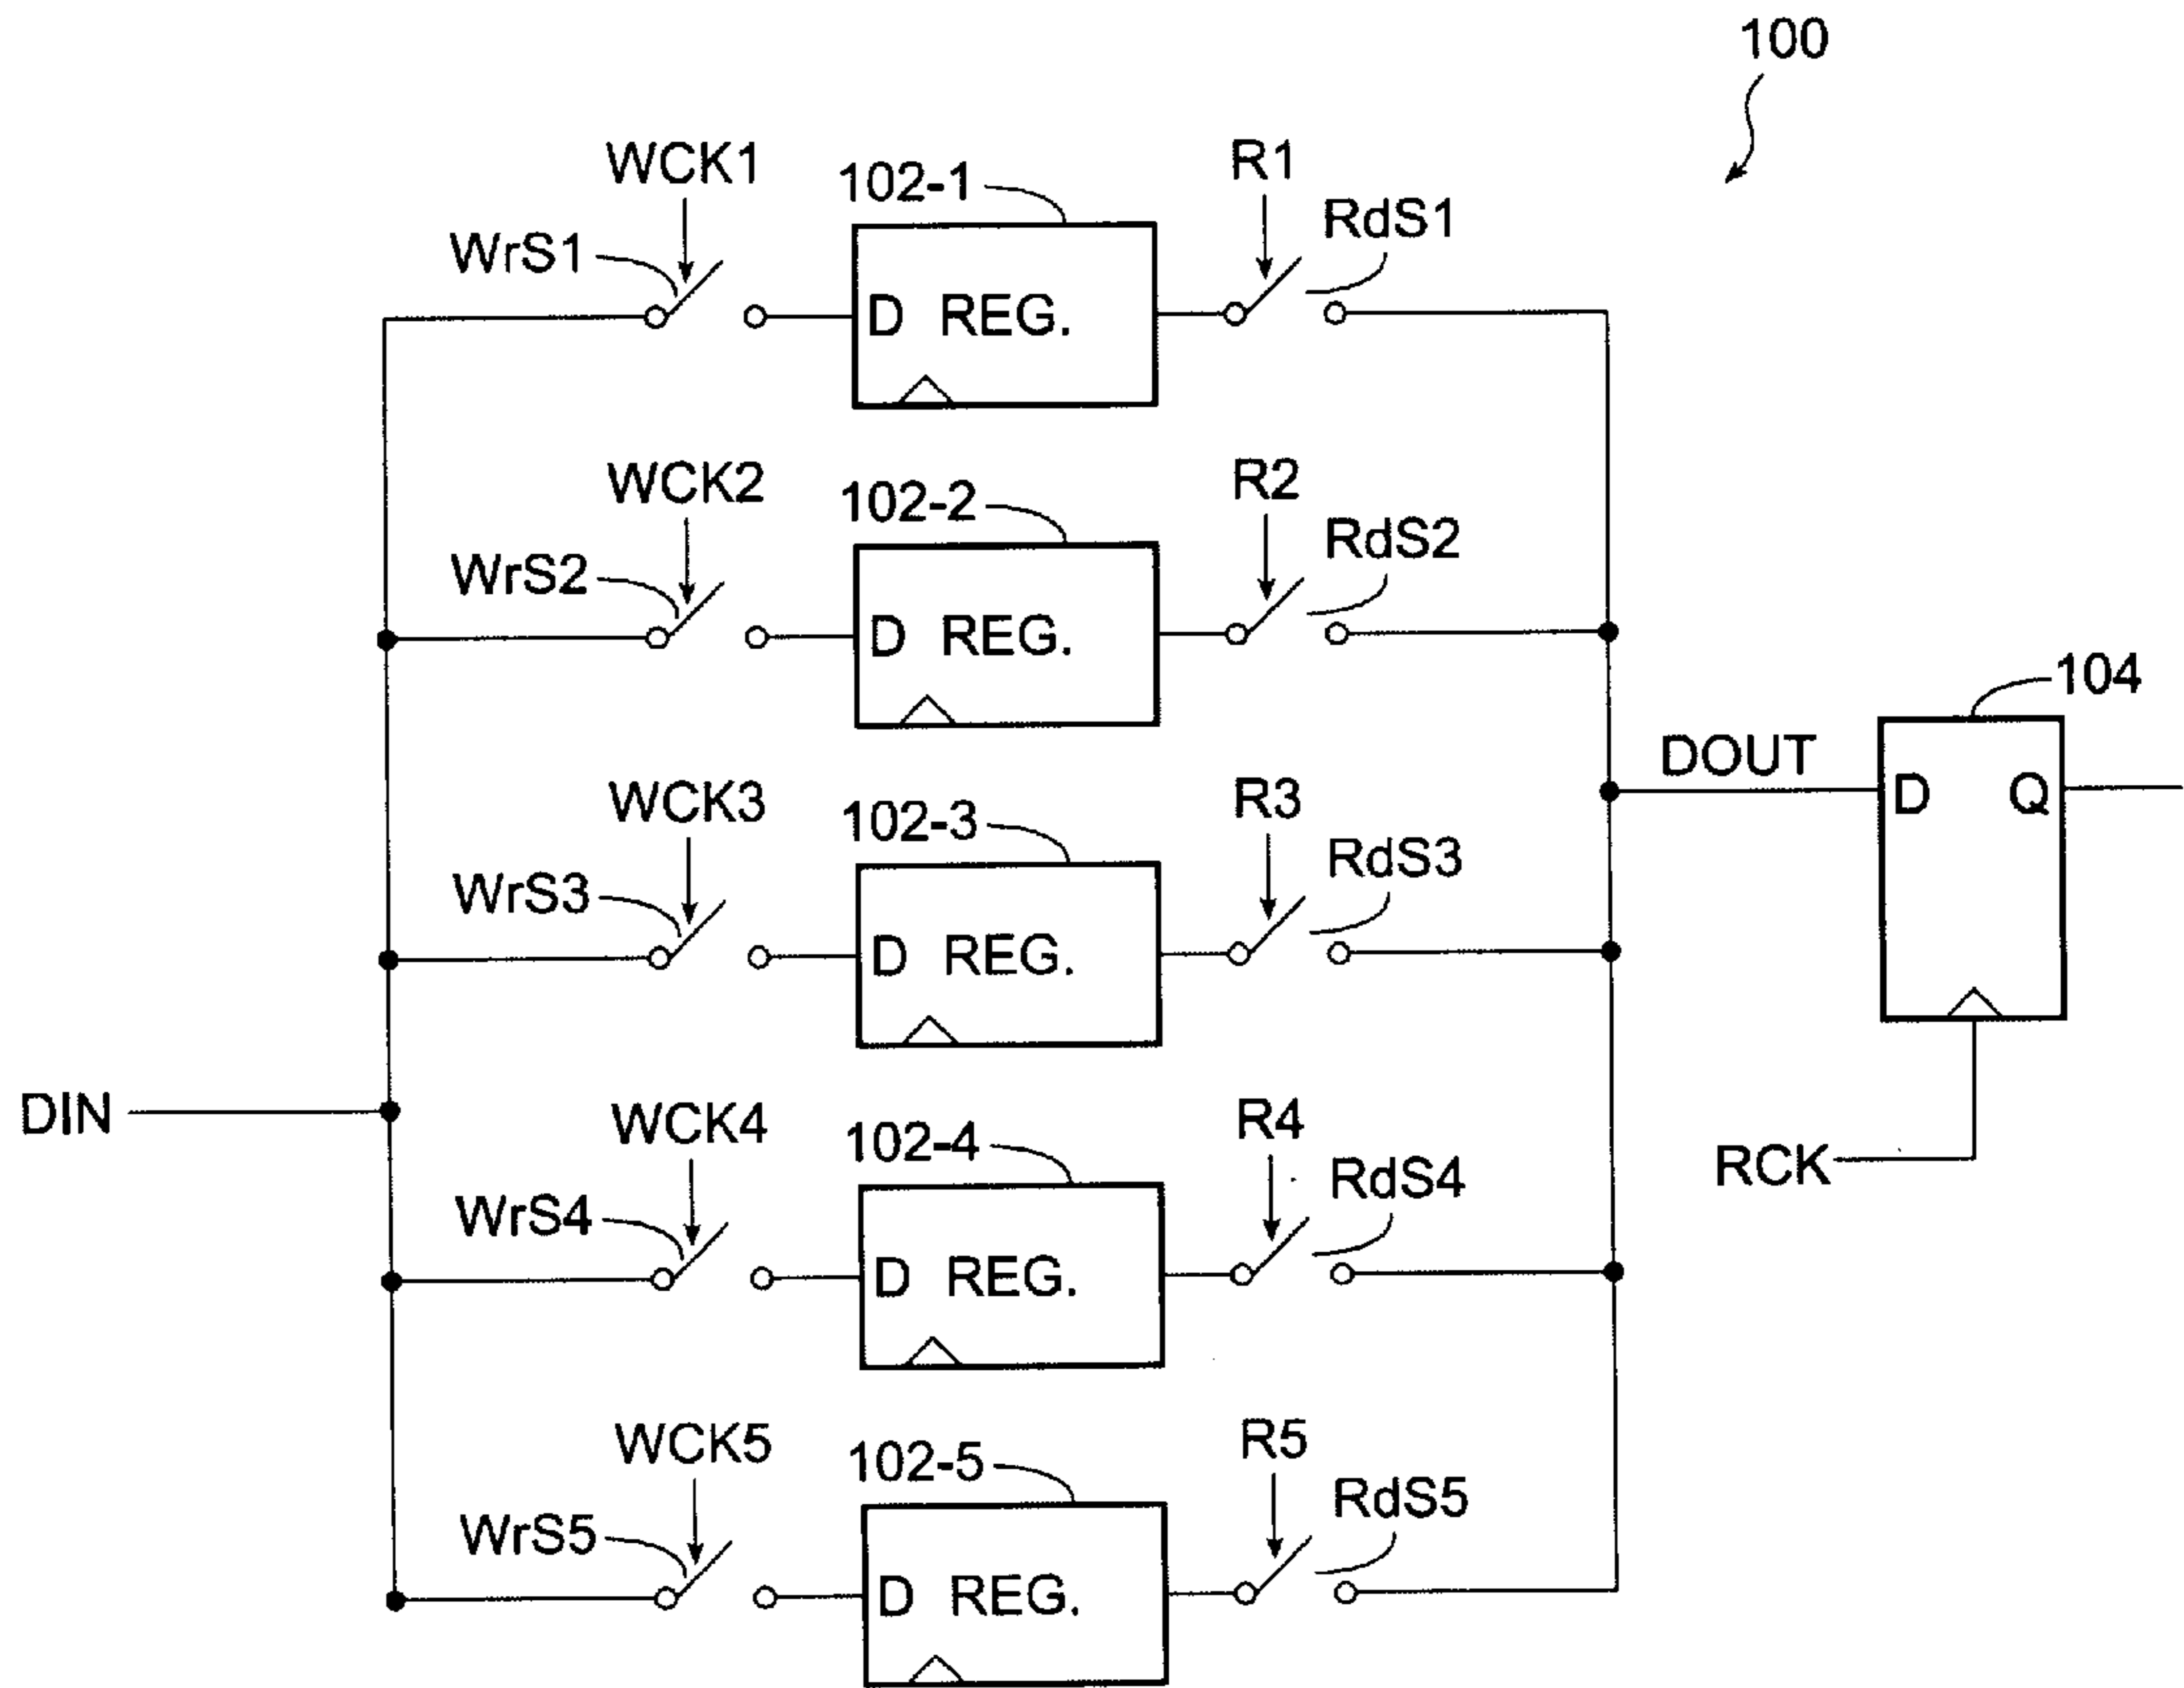 100
WCK1
102-1
R1
RdS1
WrS1
D REG.
WCK2
102-2
R2
RdS2
WrS2
D REG.
104
DOUT
D Q
WCK3
102-3
R3
RdS3
WrS3
D REG.
DIN
WCK4
102-4
R4
RdS4
RCK
WrS4
D REG.
WCK5
102-5
R5
RdS5
WrS5
D REG.